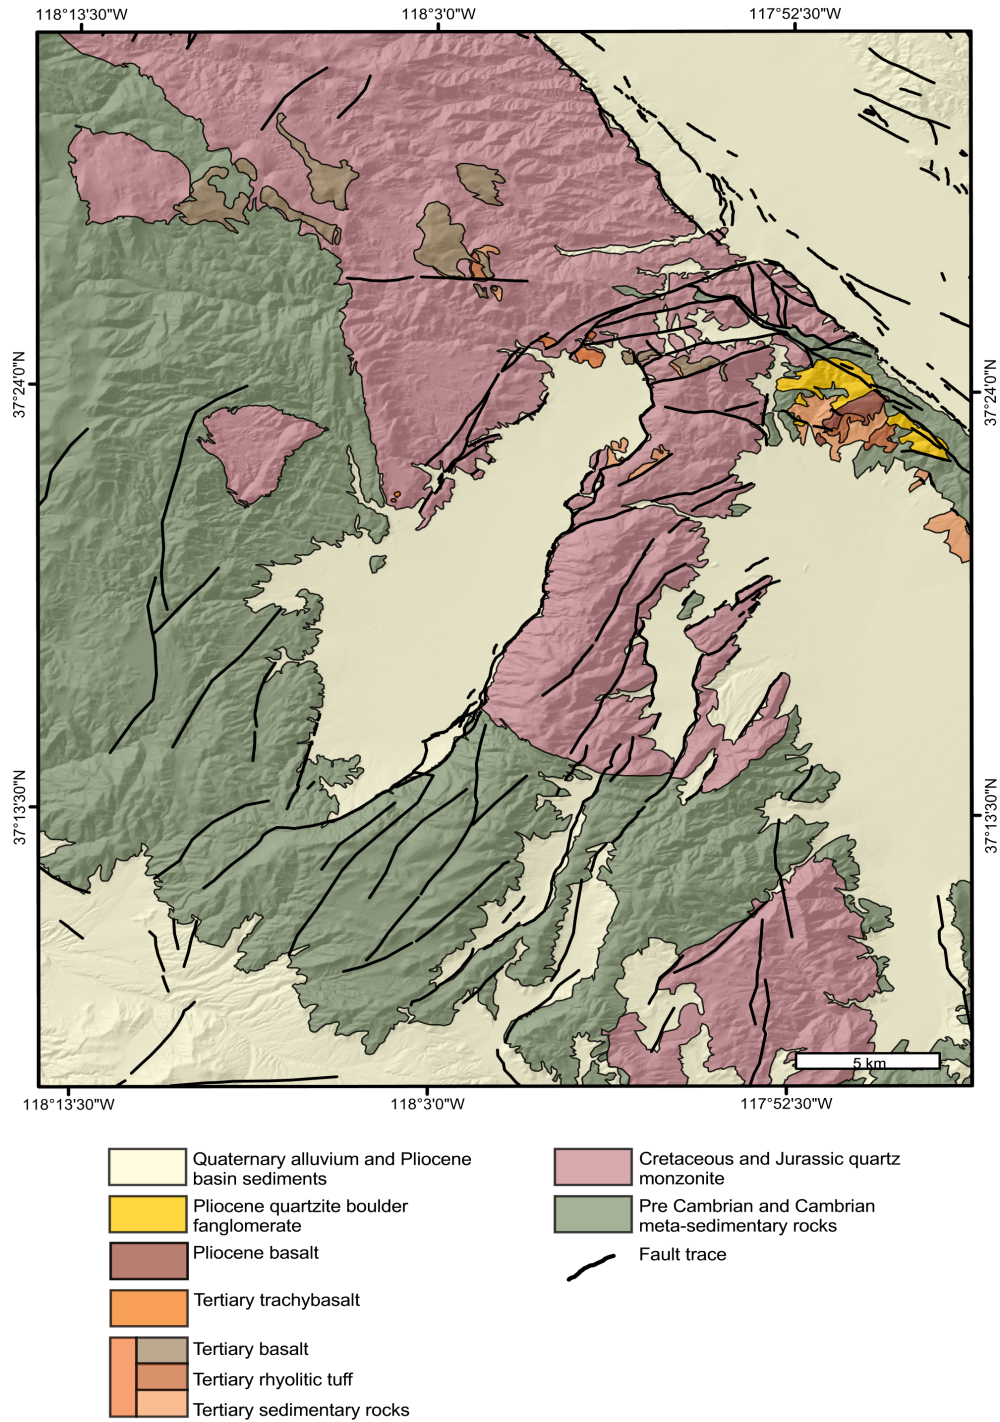 118°13'30"W
118°3'0"W
117°52'30"W
37°24'0"N
37°24'0"N
37°13'30"N
37°13'30"N
5 km
118°13'30"W
118°3'0"W
117°52'30"W
Quaternary alluvium and Pliocene
basin sediments
Pliocene quartzite boulder
fanglomerate
Pliocene basalt
Tertiary trachybasalt
Tertiary basalt
Tertiary rhyolitic tuff
Tertiary sedimentary rocks
Cretaceous and Jurassic quartz
monzonite
Pre Cambrian and Cambrian
meta-sedimentary rocks
Fault trace